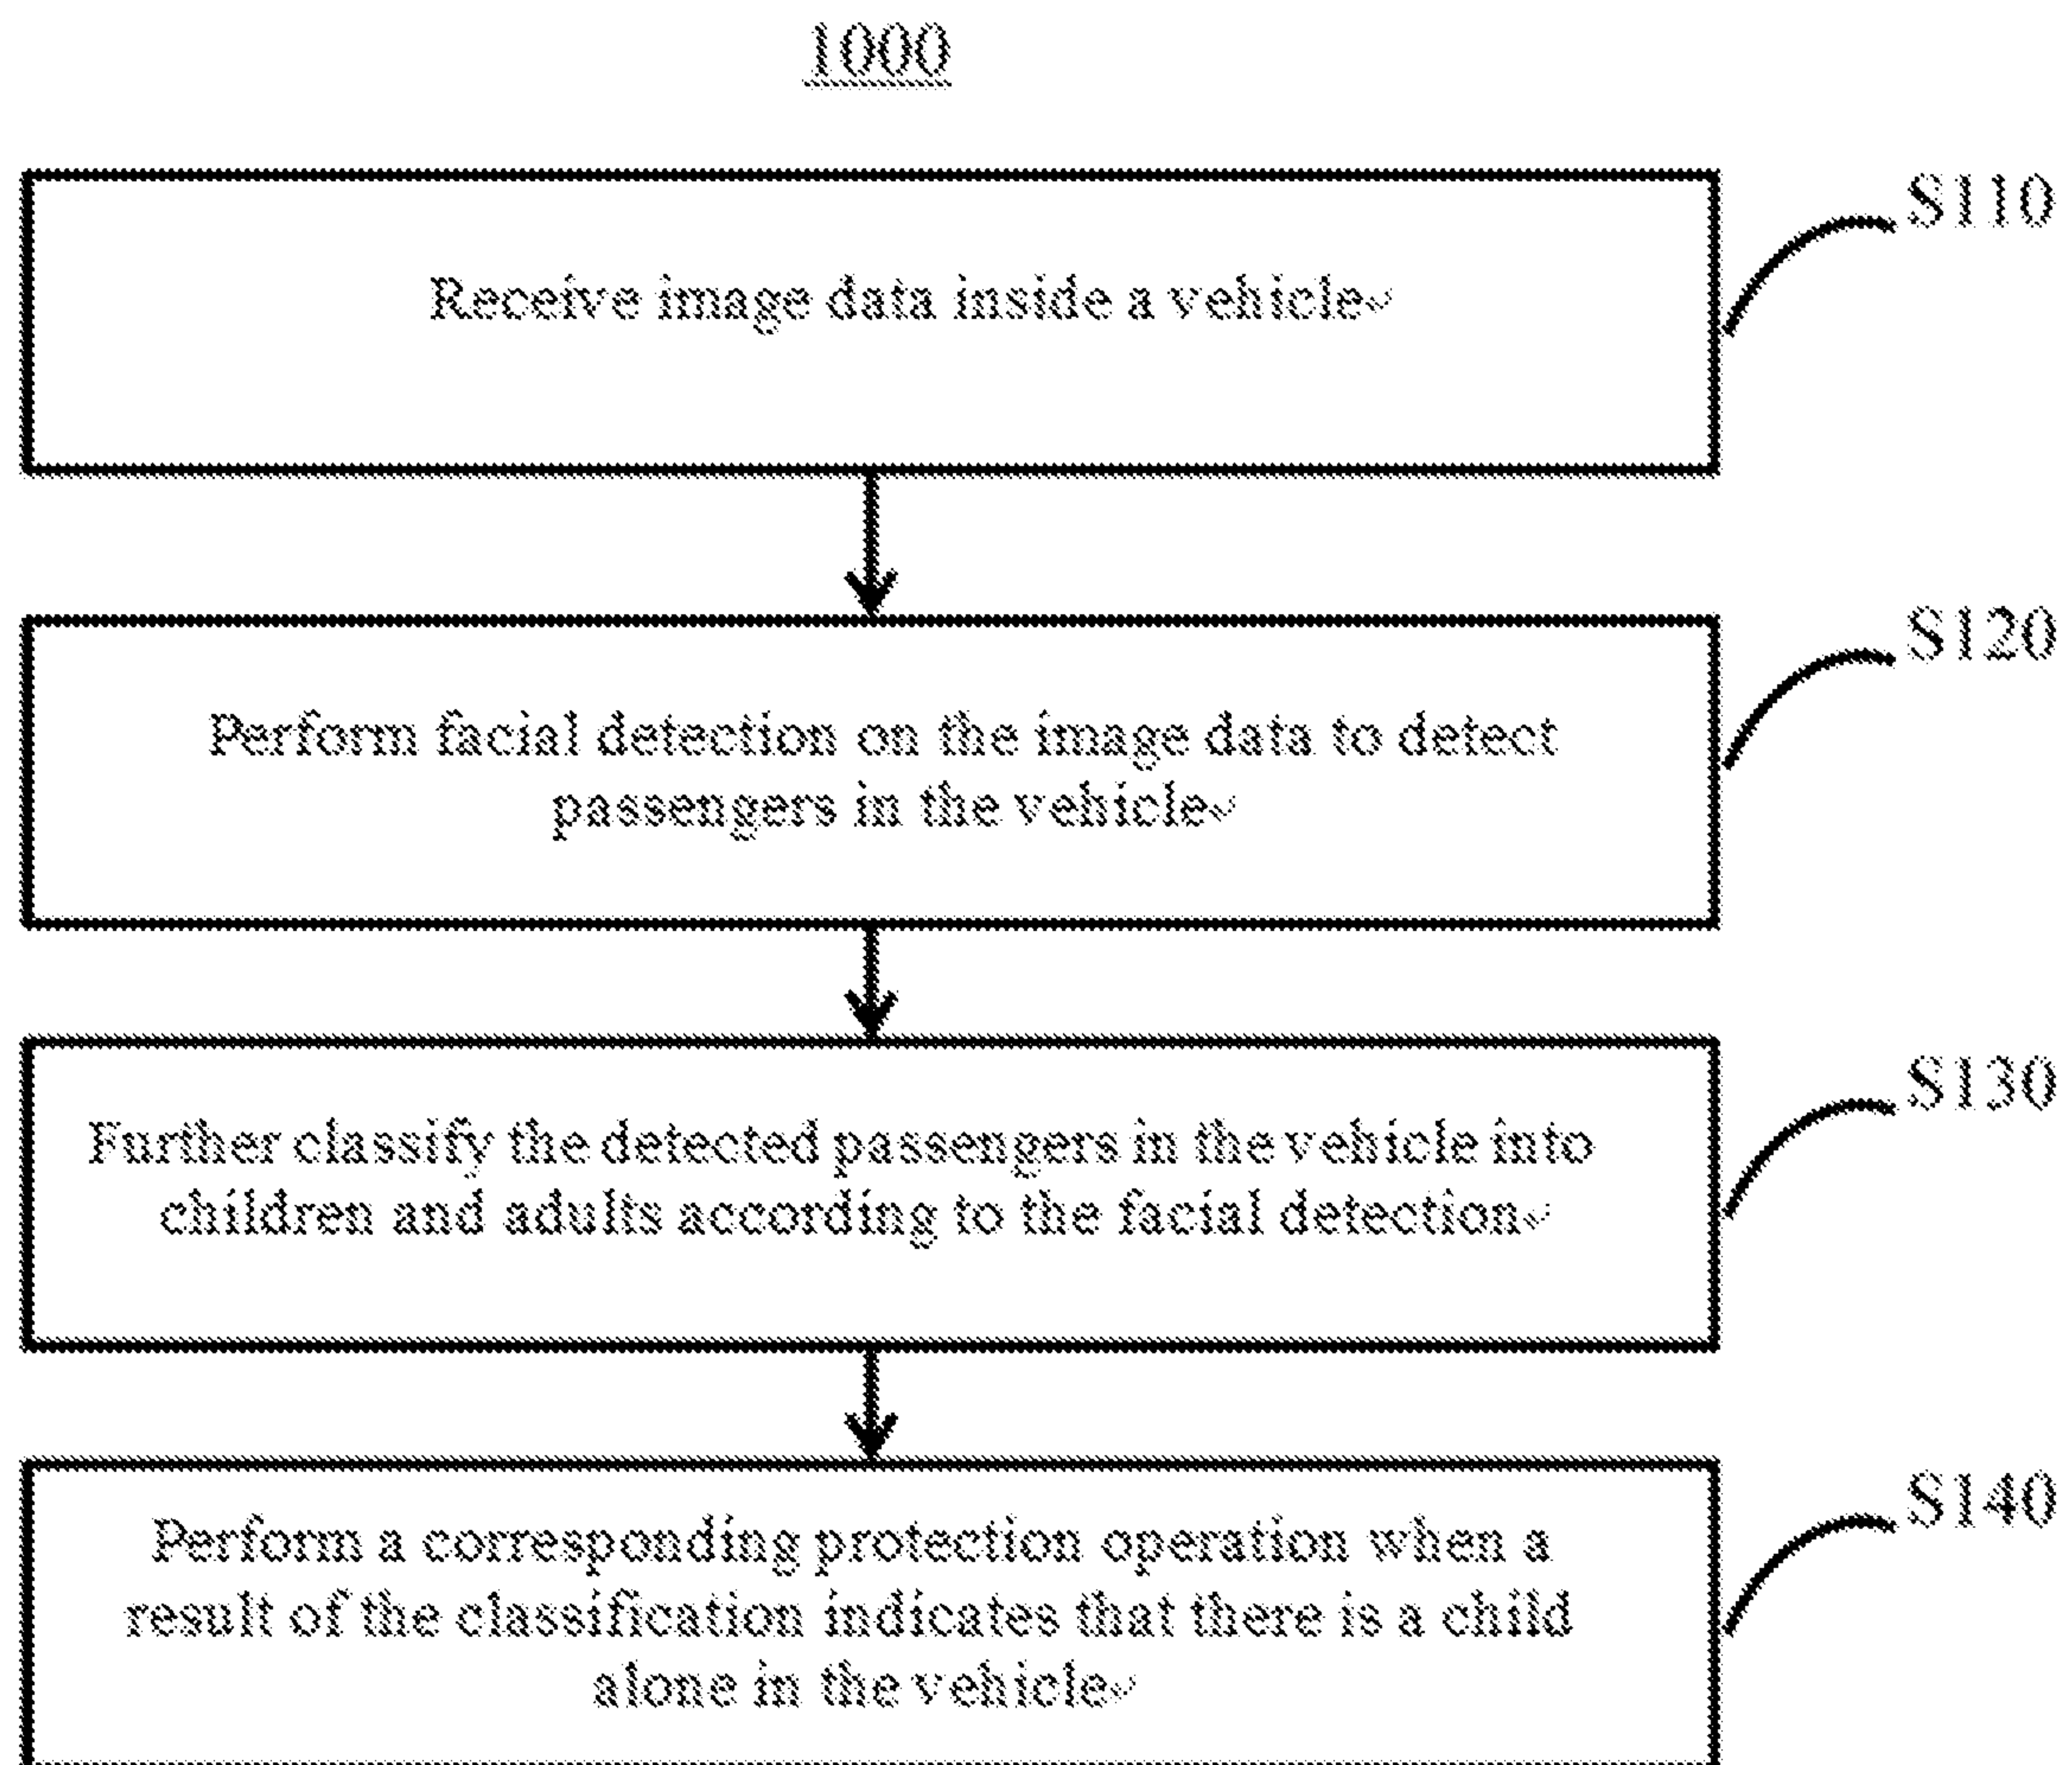 1000
S110
Receive image data inside a vehicle
S120
Perform facial detection on the image data to detect
passengers in the vehicle
S130
Further classify the detected passengers in the vehicle into
children and adults according to the facial detection
S140
Perform a corresponding protection operation when a
result of the classification indicates that there is a child
alone in the vehicle